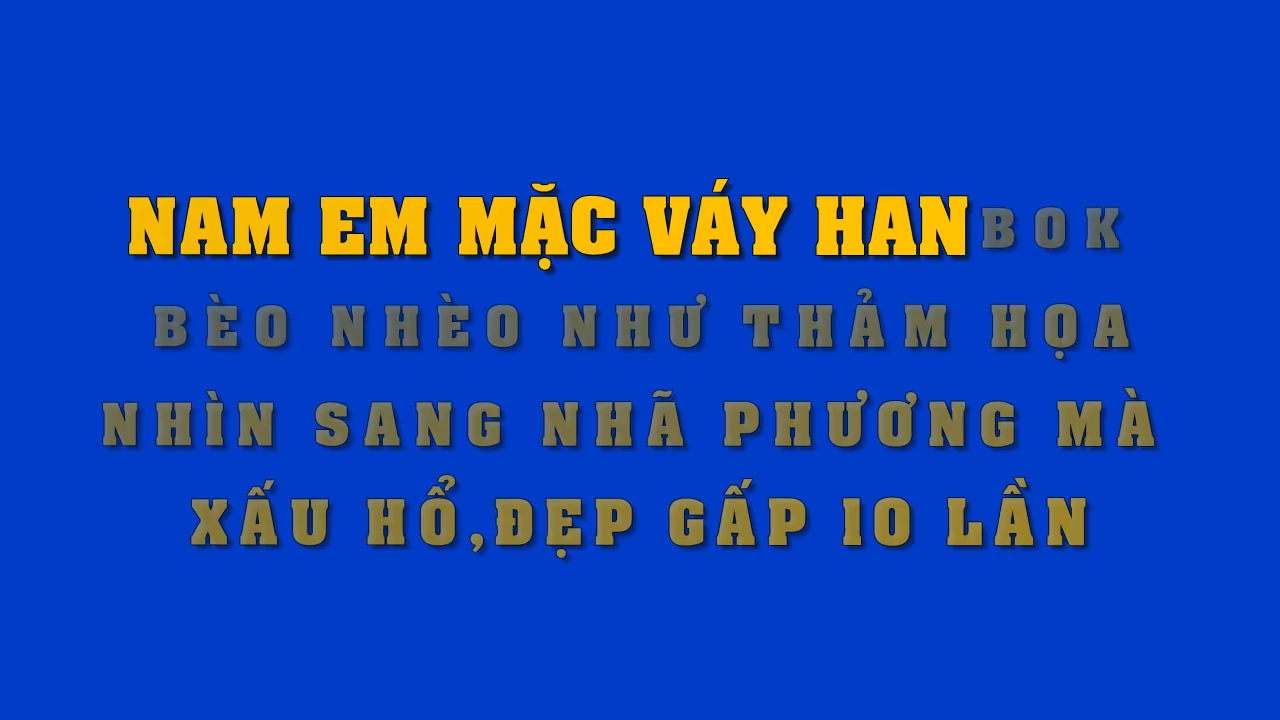 NAM EM MẶC VÁY HANBOK
BÈO NHÈO NHƯ THẢM HỌA
NHÌN SANG NHÃ PHƯƠNG MÀ
XẤU HỔ,ĐẸP GẤP 10 LẦN